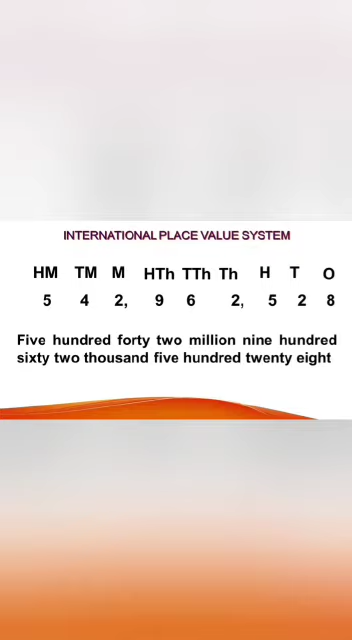 INTERNATIONAL PLACE VALUE SYSTEM
HM TM M HTh TTh Th H T O
5 4 2, 9 6 2, 5 2 8
Five hundred forty two million nine hundred
sixty two thousand five hundred twenty eight